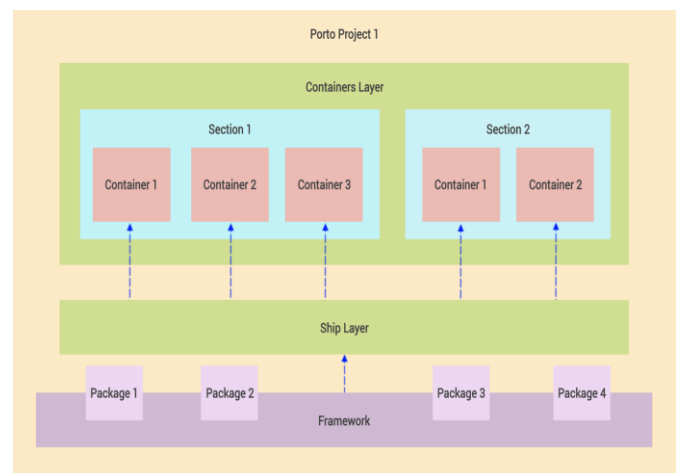 Porto Project 1
Containers Layer
Section 1
Section 2
Container 1
Container 2
Container 3
Container 1
Container 2
Ship Layer
Package 1
Package 2
Package 3
Package 4
Framework